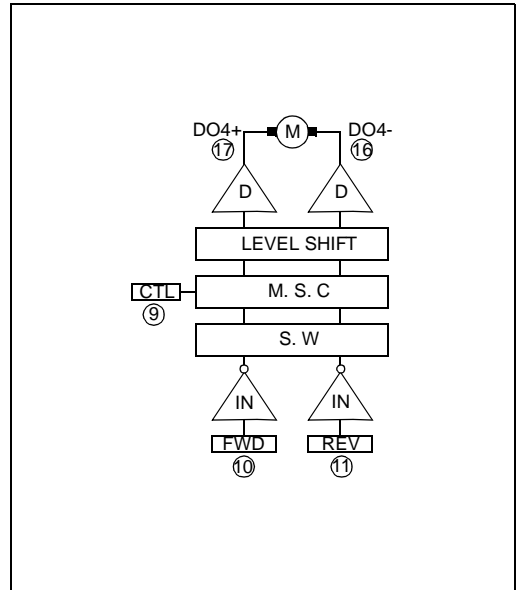 DO4+ M DO4-
17 16
D D
LEVEL SHIFT
CTL M. S. C
9
S. W
IN IN
FWD REV
10 11